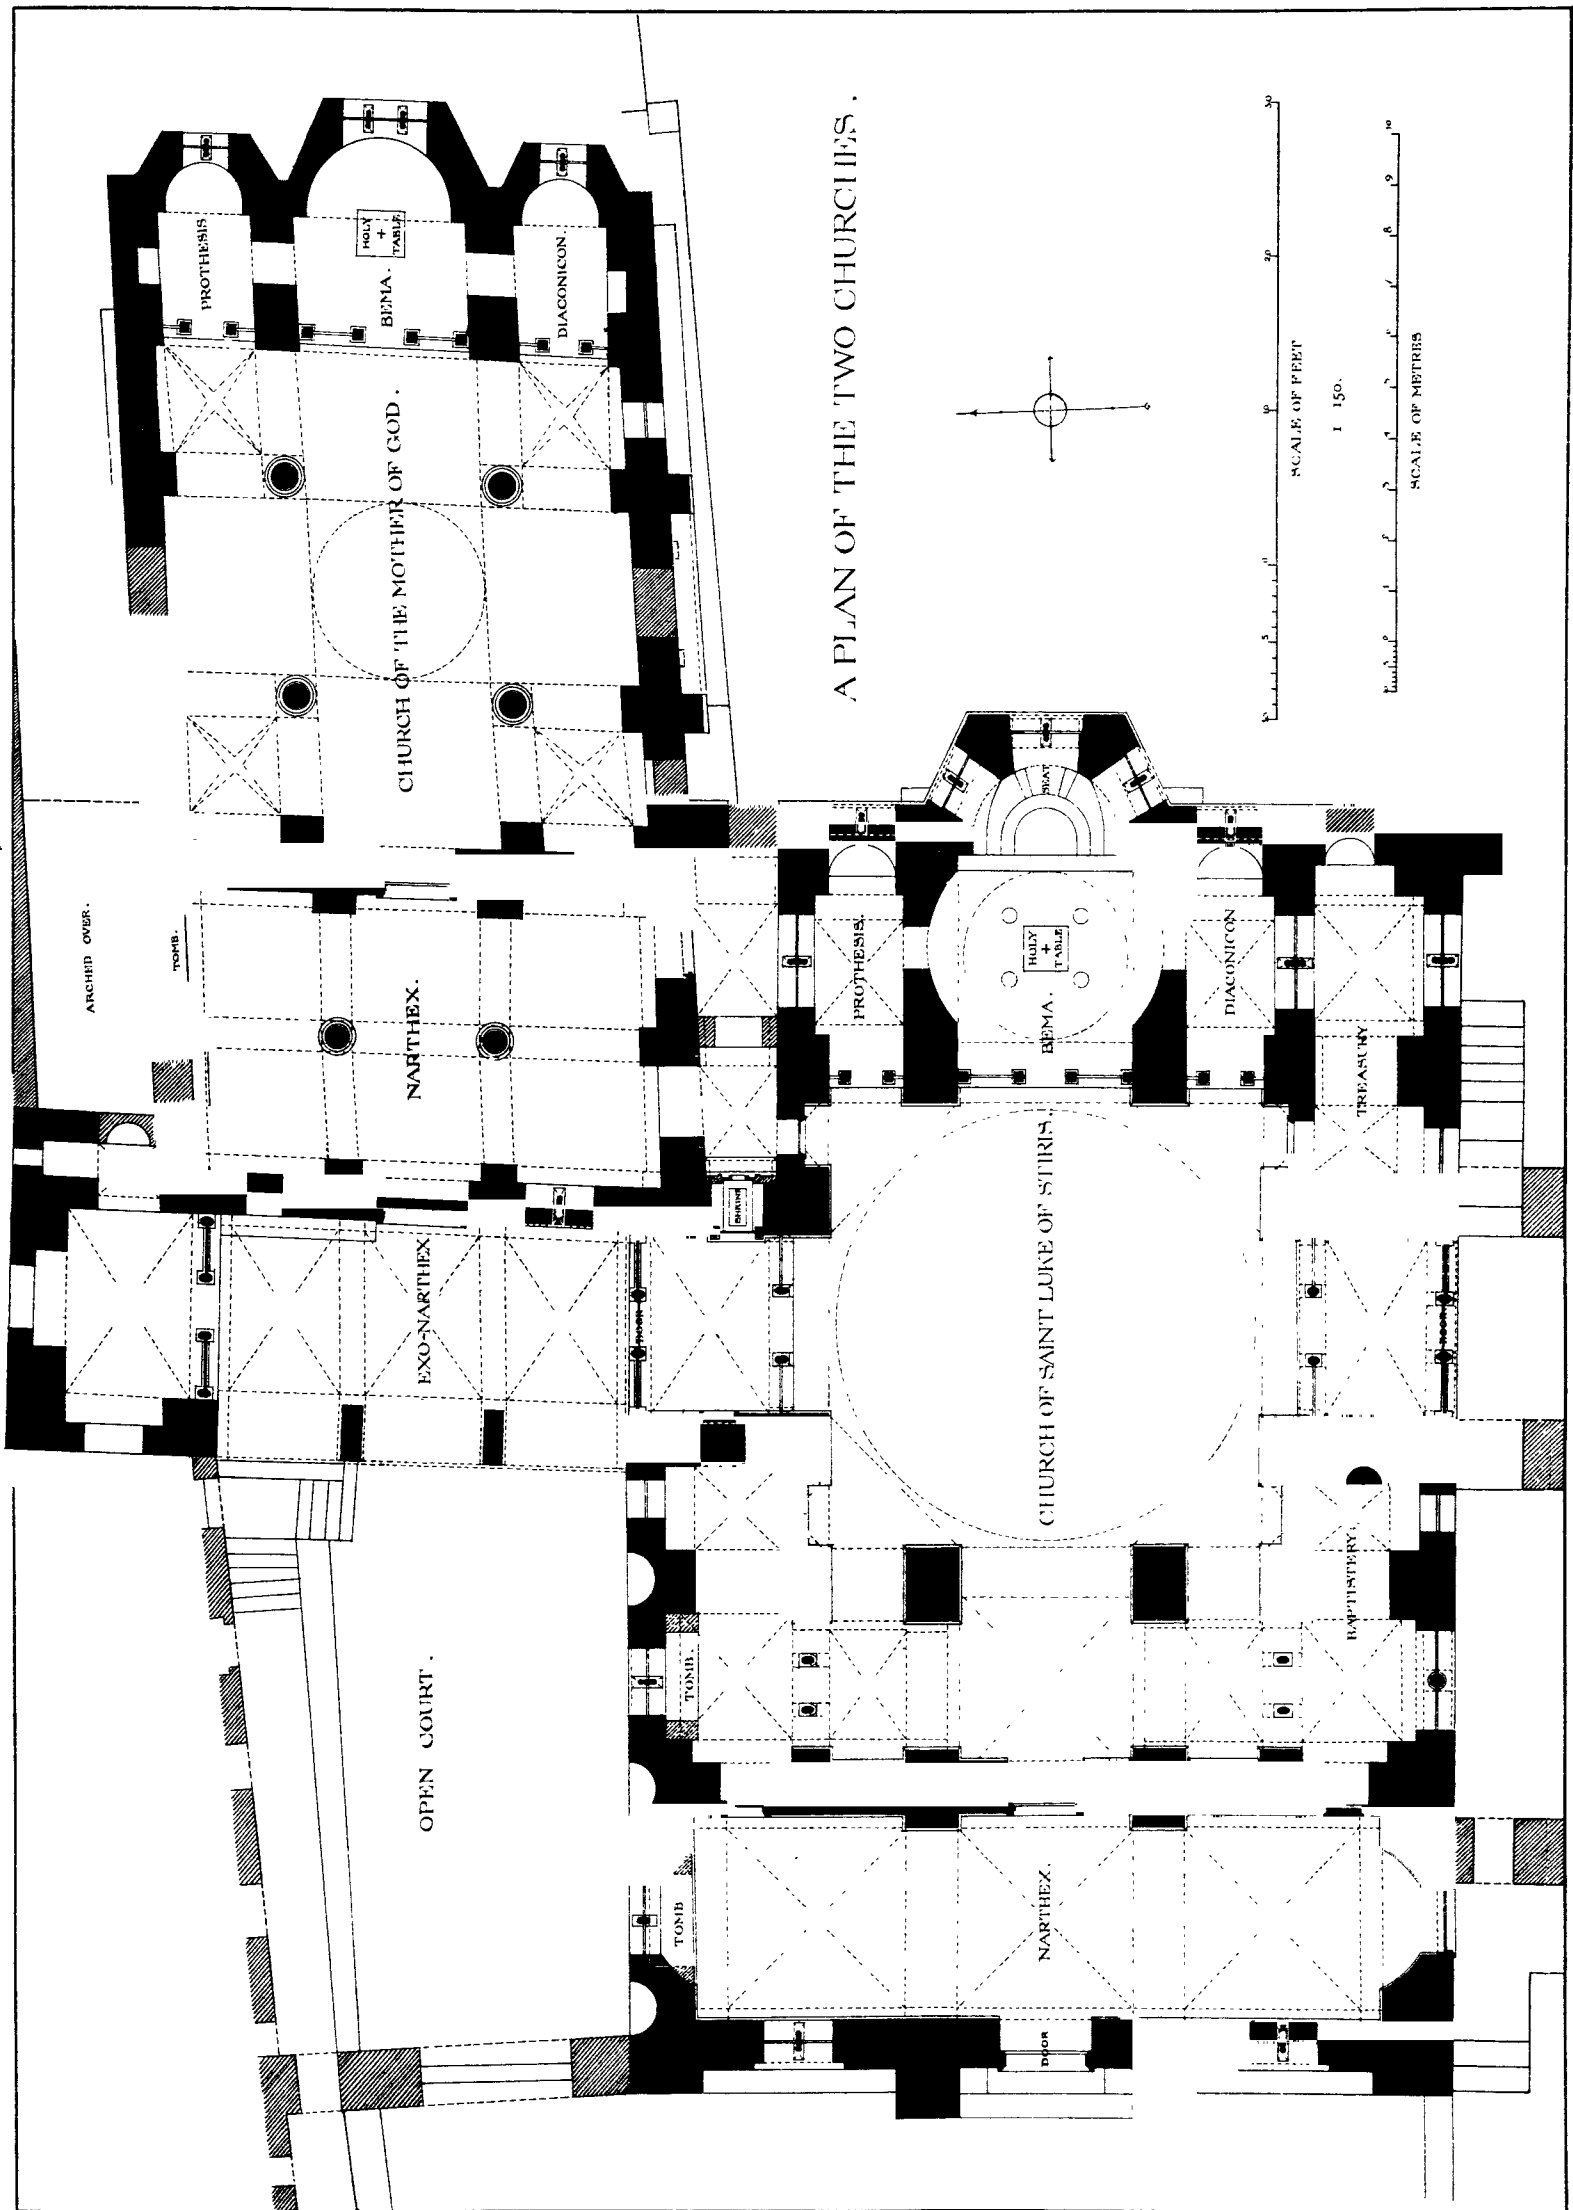 A PLAN OF THE TWO CHURCHES.
PROTHESIS
HOLY
TABLE
BEMA.
DIACONICON.
CHURCH OF THE MOTHER OF GOD.
ARCHED OVER.
TOMB.
NARTHEX.
EXO-NARTHEX
SHRINE
DOOR
OPEN COURT.
SEAT
PROTHESIS.
HOLY
TABLE
BEMA.
DIACONICON
TREASURY
CHURCH OF SAINT LUKE OF STIRIS.
DOOR
BAPTISTERY.
TOMB.
TOMB
NARTHEX.
DOOR
SCALE OF FEET
1 150.
SCALE OF METRES